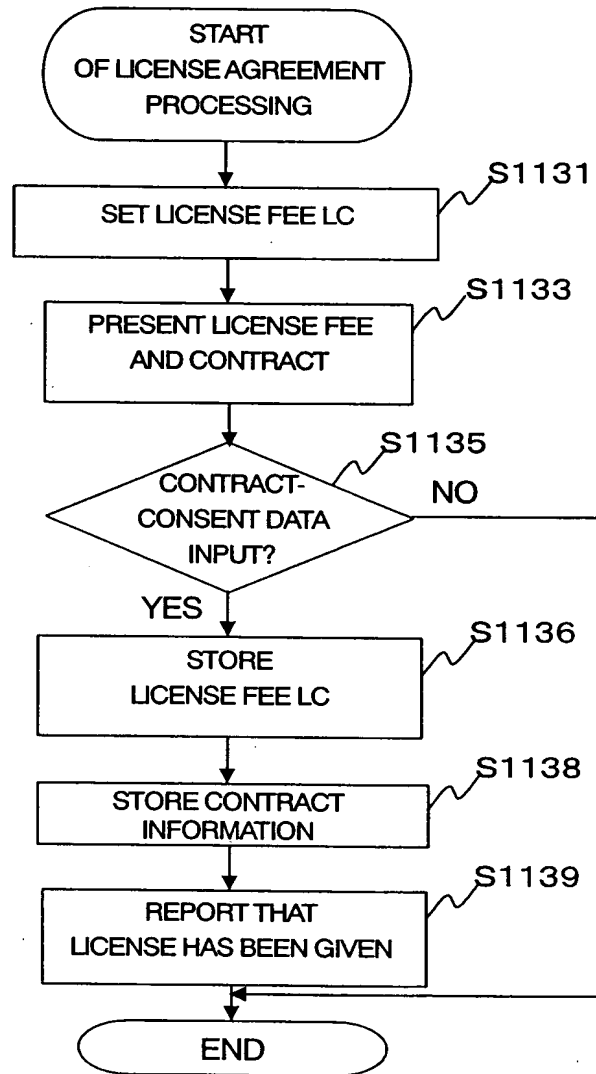 START
OF LICENSE AGREEMENT
PROCESSING
S1131
SET LICENSE FEE LC
S1133
PRESENT LICENSE FEE
AND CONTRACT
S1135
CONTRACT-
CONSENT DATA
INPUT?
NO
YES
S1136
STORE
LICENSE FEE LC
S1138
STORE CONTRACT
INFORMATION
S1139
REPORT THAT
LICENSE HAS BEEN GIVEN
END